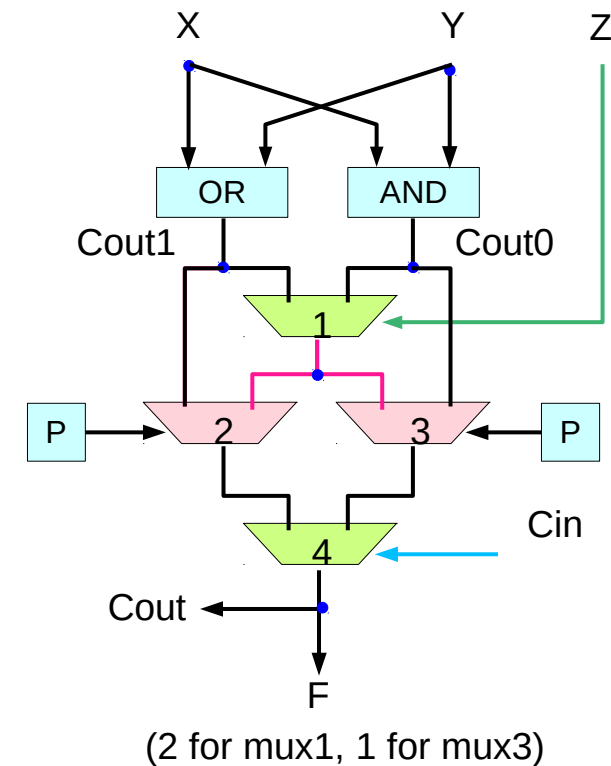 X Y Z
OR AND
Cout1 Cout0
1
P 2 3 P
Cin
4
Cout
F
(2 for mux1, 1 for mux3)